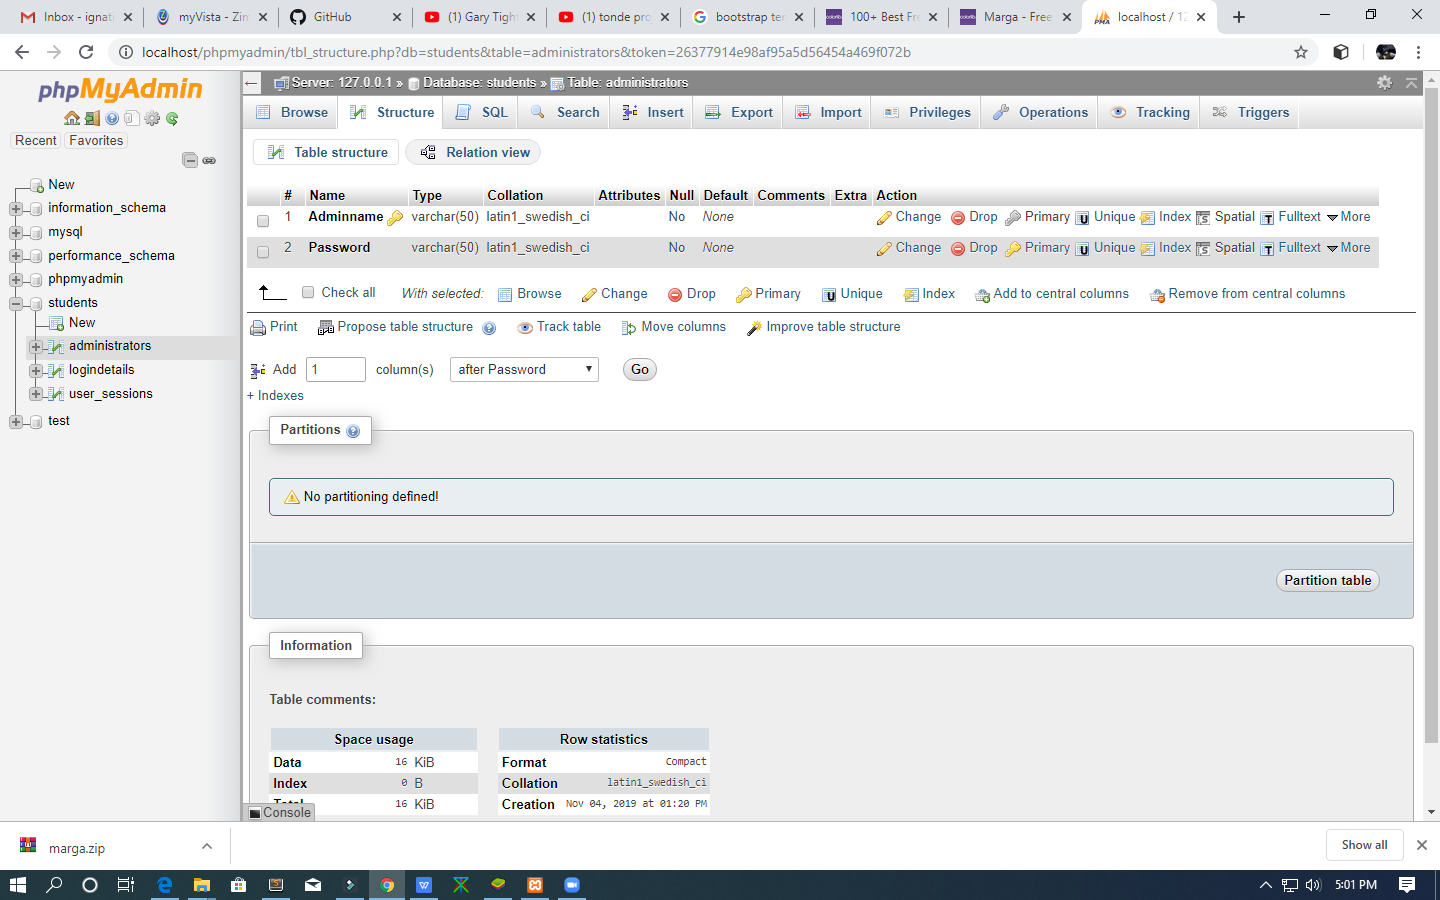 Inbox - ignati
myVista - Zim
GitHub
(1) Gary Tigh
(1) tonde pro
bootstrap tem
100+ Best Fre
Marga - Free
localhost / 12
localhost/phpmyadmin/tbl_structure.php?db=students&table=administrators&token=26377914e98af95a5d56454a469f072b
phpMyAdmin
Recent Favorites
New
information_schema
mysql
performance_schema
phpmyadmin
students
New
administrators
logindetails
user_sessions
test
Server: 127.0.0.1 » Database: students » Table: administrators
Browse Structure SQL Search Insert Export Import Privileges Operations Tracking Triggers
Table structure Relation view
# Name Type Collation Attributes Null Default Comments Extra Action
1 Adminname varchar(50) latin1_swedish_ci No None Change Drop Primary Unique Index Spatial Fulltext More
2 Password varchar(50) latin1_swedish_ci No None Change Drop Primary Unique Index Spatial Fulltext More
Check all With selected: Browse Change Drop Primary Unique Index Add to central columns Remove from central columns
Print Propose table structure Track table Move columns Improve table structure
Add 1 column(s) after Password Go
+ Indexes
Partitions
No partitioning defined!
Partition table
Information
Table comments:
Space usage
Data 16 KiB
Index 0 B
Total 16 KiB
Row statistics
Format Compact
Collation latin1_swedish_ci
Creation Nov 04, 2019 at 01:20 PM
Console
marga.zip
Show all
5:01 PM